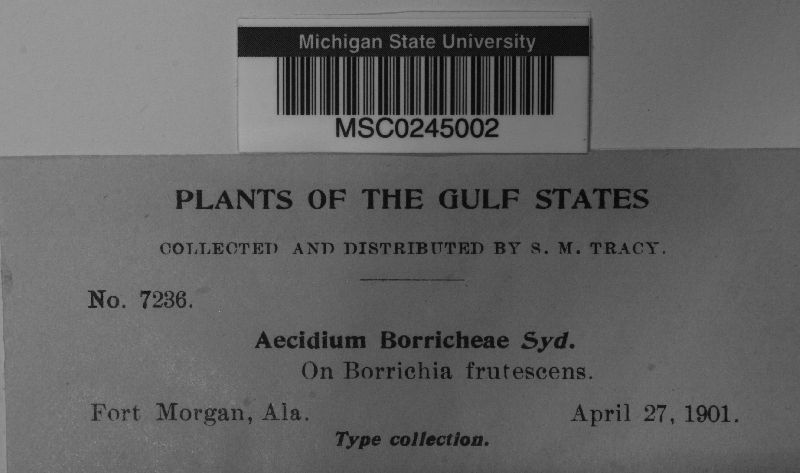 Michigan State University
MSC0245002
PLANTS OF THE GULF STATES
COLLECTED AND DISTRIBUTED BY S. M. TRACY.
No. 7236.
Aecidium Borricheae Syd.
On Borrichia frutescens.
Fort Morgan, Ala. April 27, 1901.
Type collection.